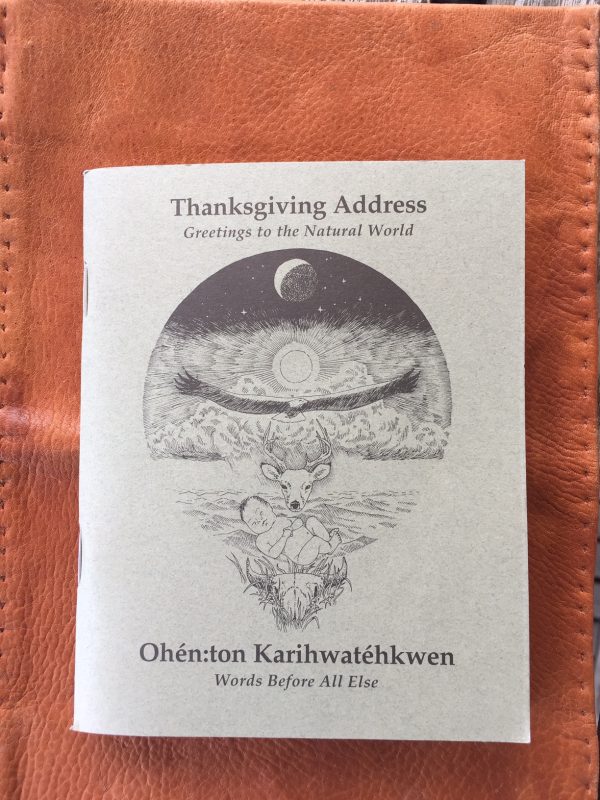 Thanksgiving Address
Greetings to the Natural World
Ohén:ton Karihwatéhkwen
Words Before All Else